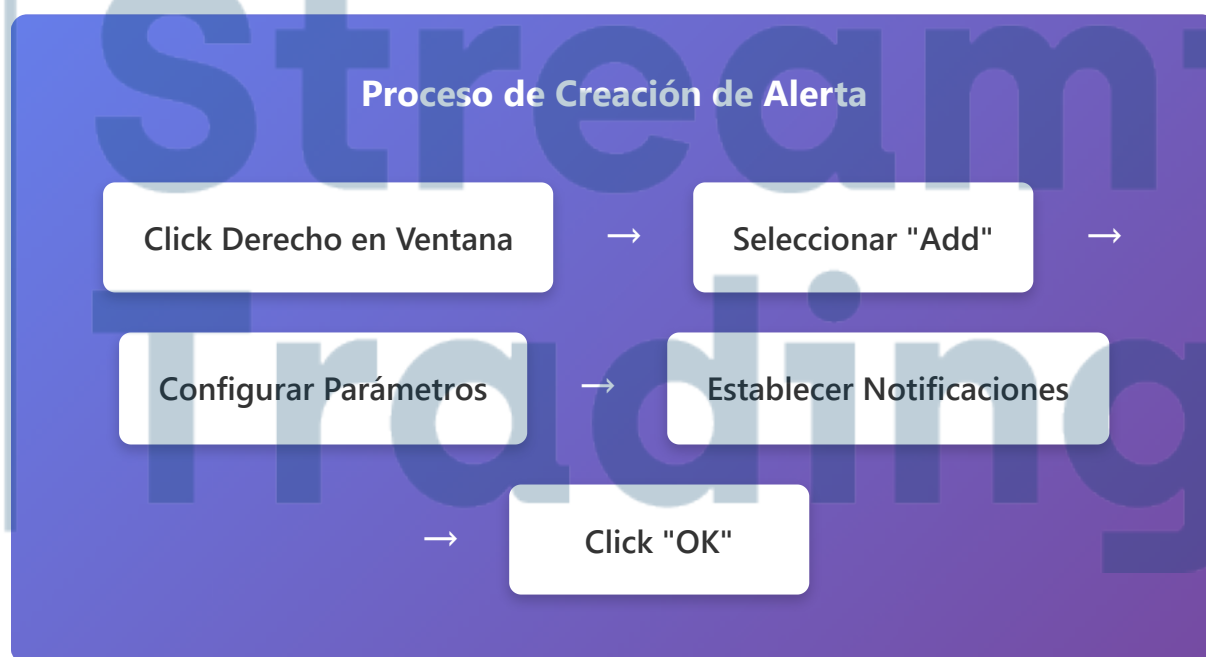 Proceso de Creación de Alerta
Click Derecho en Ventana → Seleccionar "Add" →
Configurar Parámetros → Establecer Notificaciones
→ Click "OK"
Stream
Trading